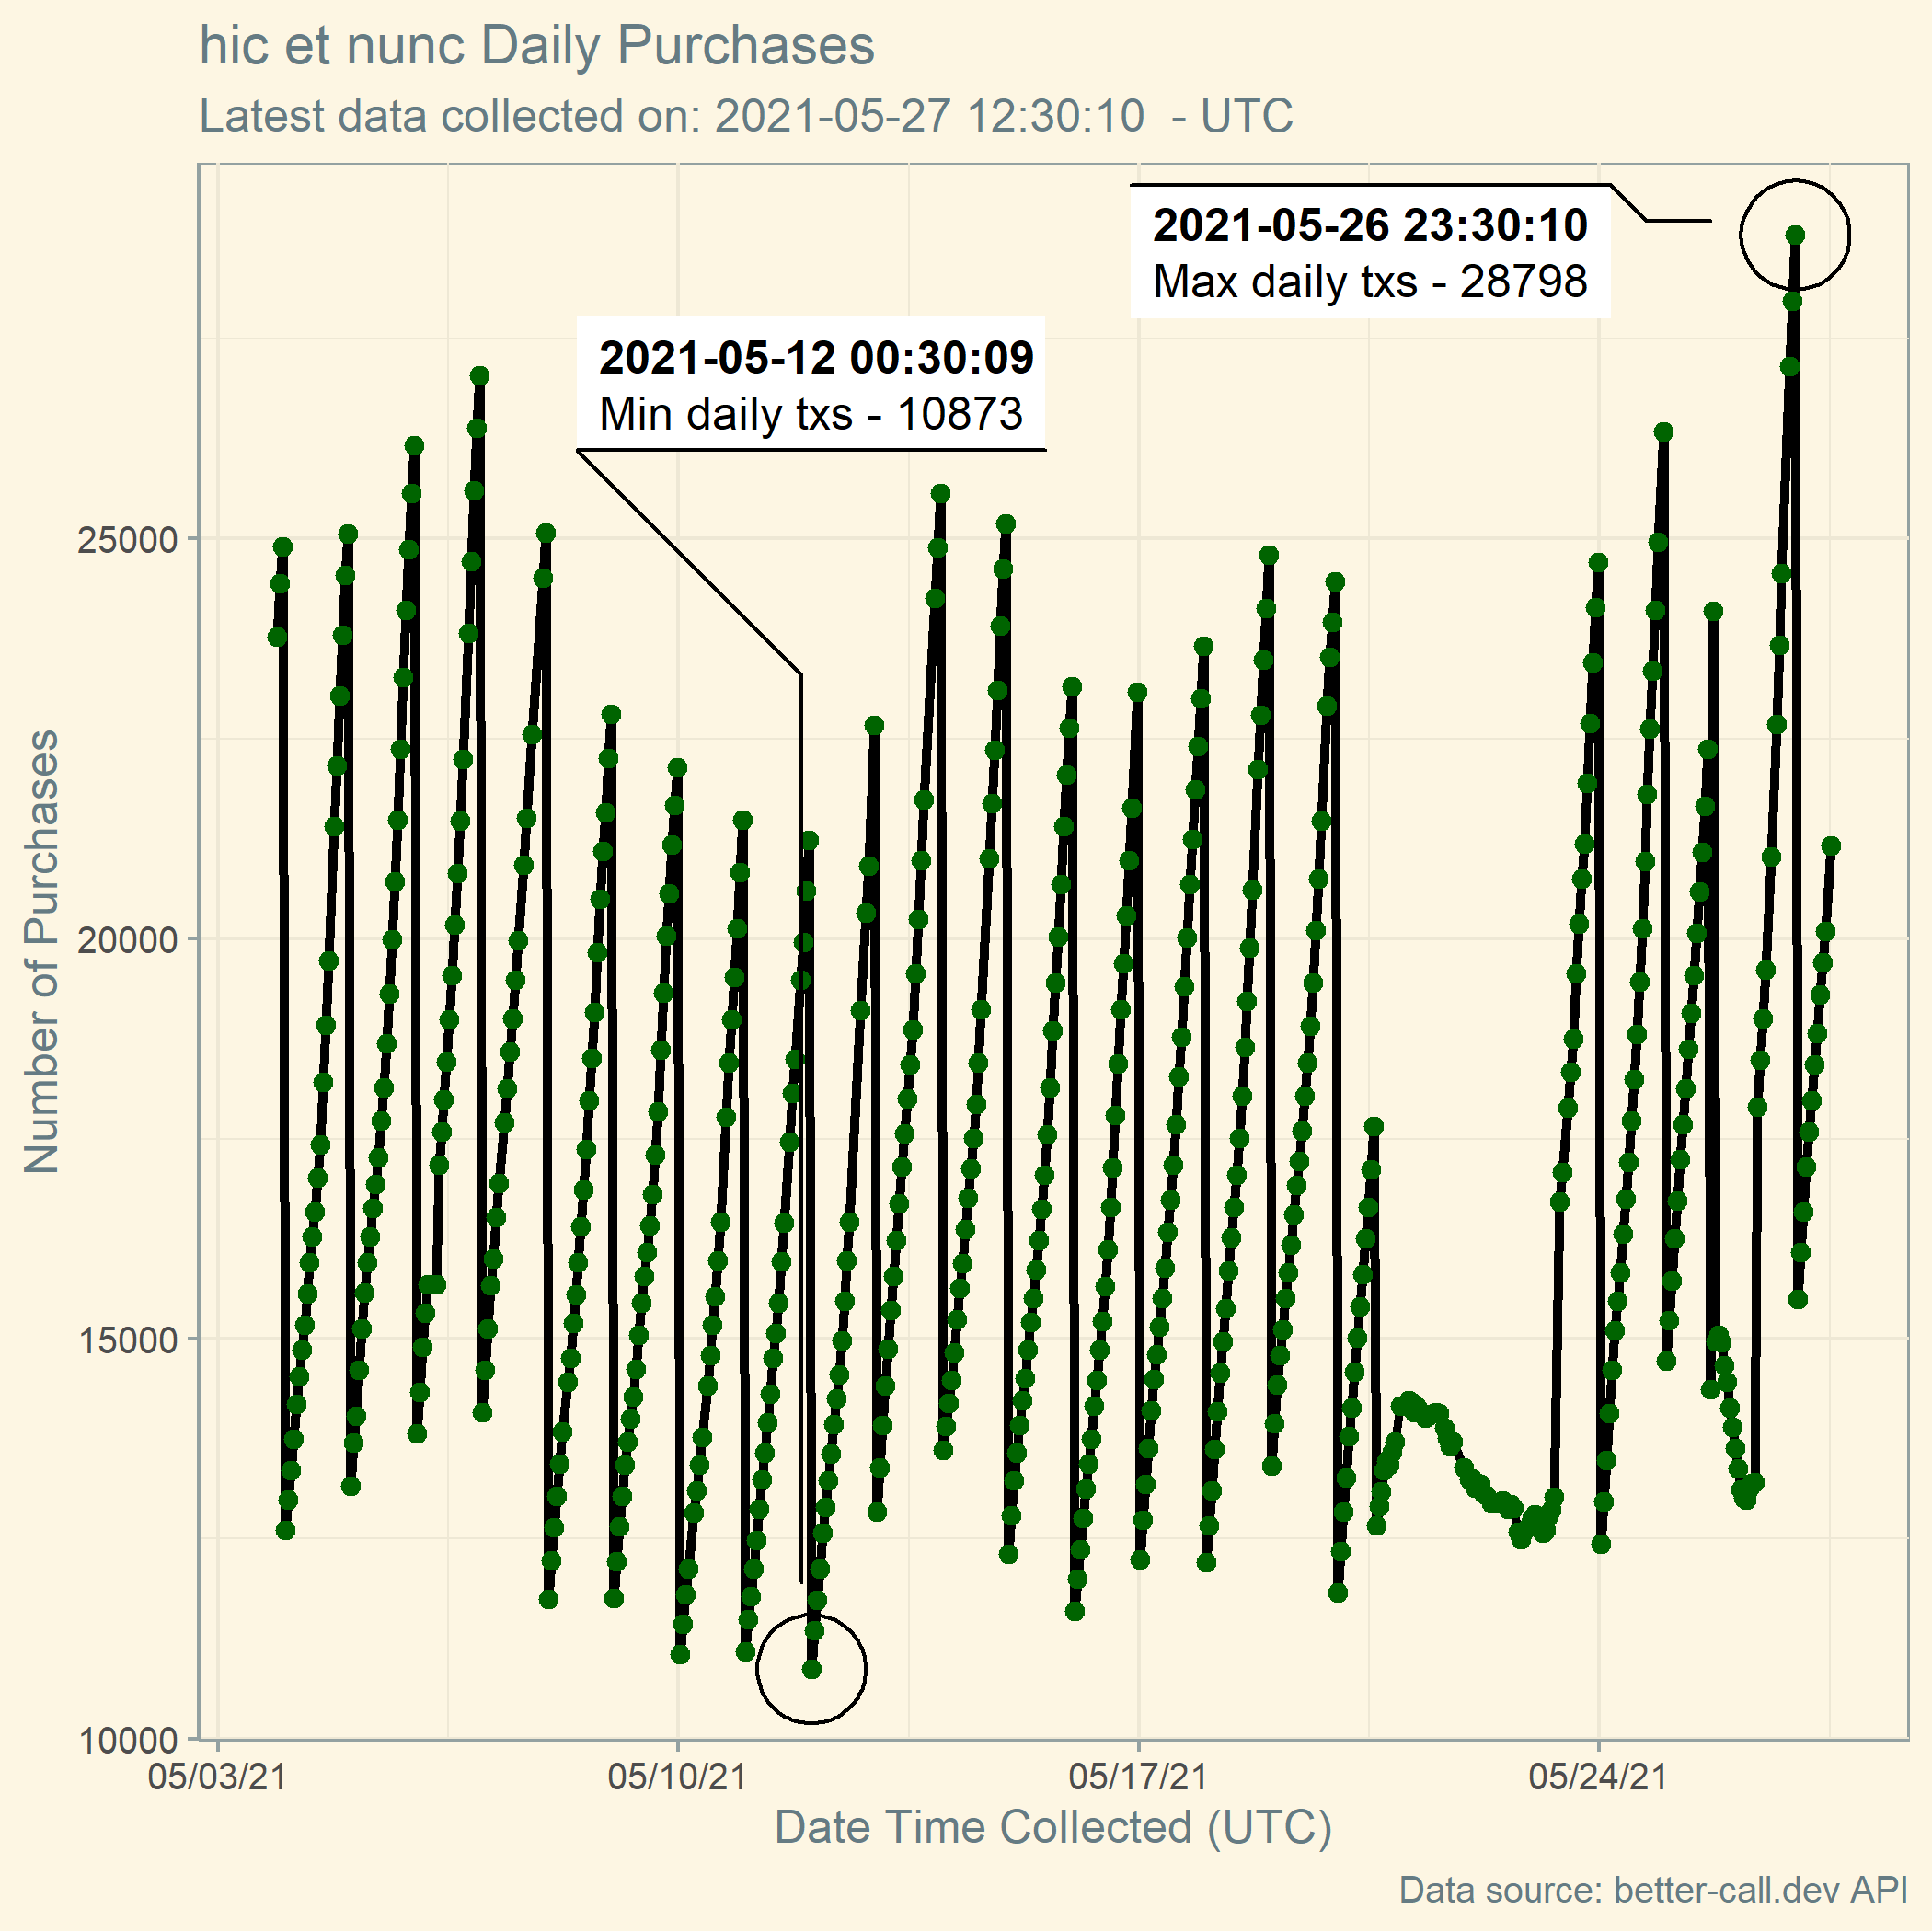 hic et nunc Daily Purchases
Latest data collected on: 2021-05-27 12:30:10  - UTC
2021-05-26 23:30:10
Max daily txs - 28798
2021-05-12 00:30:09
Min daily txs - 10873
Number of Purchases
25000
20000
15000
10000
05/03/21
05/10/21
05/17/21
05/24/21
Date Time Collected (UTC)
Data source: better-call.dev API